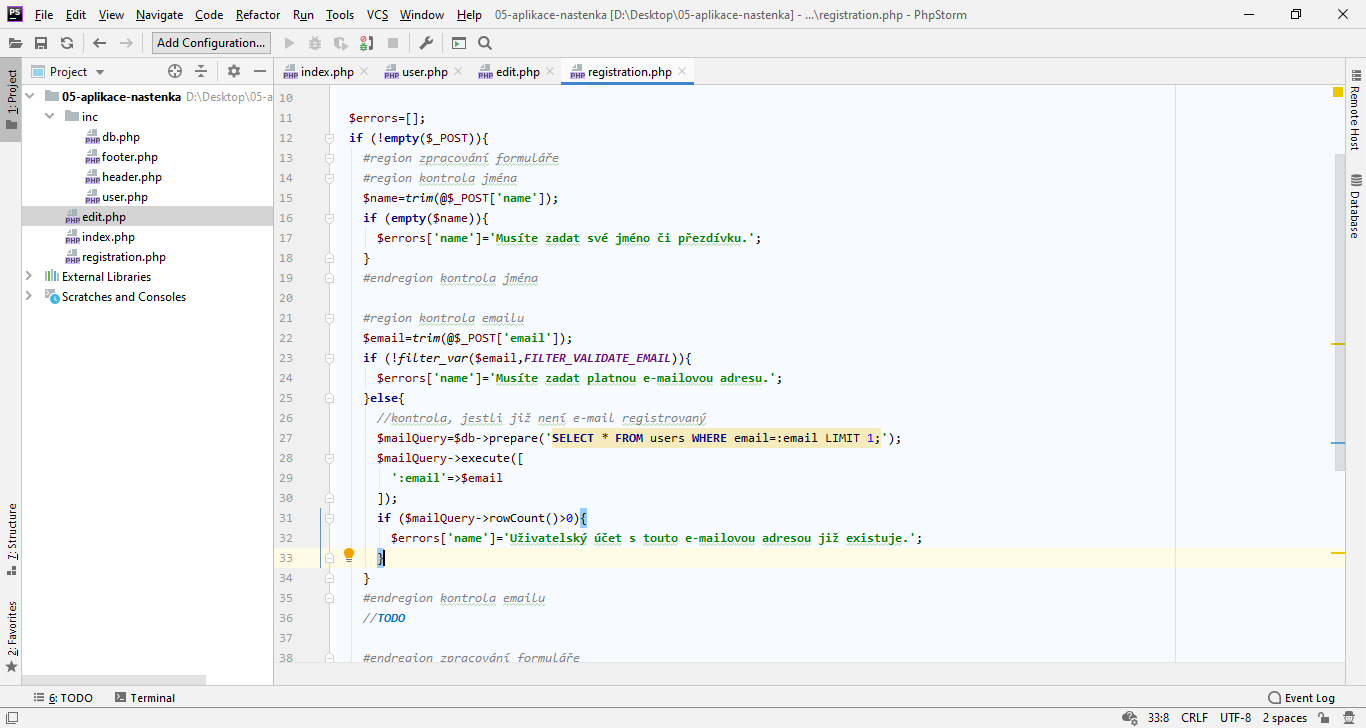 File Edit View Navigate Code Refactor Run Tools VCS Window Help 05-aplikace-nastenka [D:\Desktop\05-aplikace-nastenka] - ...\registration.php - PhpStorm
Add Configuration...
1: Project
Project
index.php
user.php
edit.php
registration.php
05-aplikace-nastenka D:\Desktop\05-a
inc
db.php
footer.php
header.php
user.php
edit.php
index.php
registration.php
External Libraries
Scratches and Consoles
10
11 $errors=[];
12 if (!empty($_POST)){
13 #region zpracování formuláře
14 #region kontrola jména
15 $name=trim(@$_POST['name']);
16 if (empty($name)){
17 $errors['name']='Musíte zadat své jméno či přezdívku.';
18 }
19 #endregion kontrola jména
20
21 #region kontrola emailu
22 $email=trim(@$_POST['email']);
23 if (!filter_var($email,FILTER_VALIDATE_EMAIL)){
24 $errors['name']='Musíte zadat platnou e-mailovou adresu.';
25 }else{
26 //kontrola, jestli již není e-mail registrovaný
27 $mailQuery=$db->prepare('SELECT * FROM users WHERE email=:email LIMIT 1;');
28 $mailQuery->execute([
29 ':email'=>$email
30 ]);
31 if ($mailQuery->rowCount()>0){
32 $errors['name']='Uživatelský účet s touto e-mailovou adresou již existuje.';
33 }
34 }
35 #endregion kontrola emailu
36 //TODO
37
38 #endregion zpracování formuláře
Remote Host
Database
7: Structure
2: Favorites
6: TODO
Terminal
Event Log
33:8 CRLF UTF-8 2 spaces